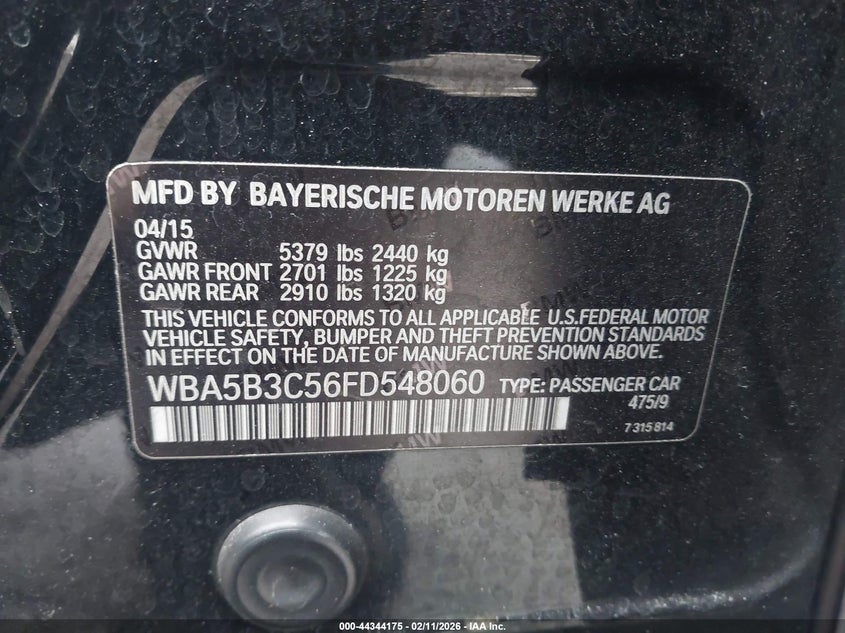 MFD BY BAYERISCHE MOTOREN WERKE AG
04/15
GVWR 5379 lbs 2440 kg
GAWR FRONT 2701 lbs 1225 kg
GAWR REAR 2910 lbs 1320 kg
THIS VEHICLE CONFORMS TO ALL APPLICABLE U.S.FEDERAL MOTOR
VEHICLE SAFETY, BUMPER AND THEFT PREVENTION STANDARDS
IN EFFECT ON THE DATE OF MANUFACTURE SHOWN ABOVE.
WBA5B3C56FD548060 TYPE: PASSENGER CAR
475/9
7 315 814
000-44344175 | 02/11/2026 - IAA Inc.